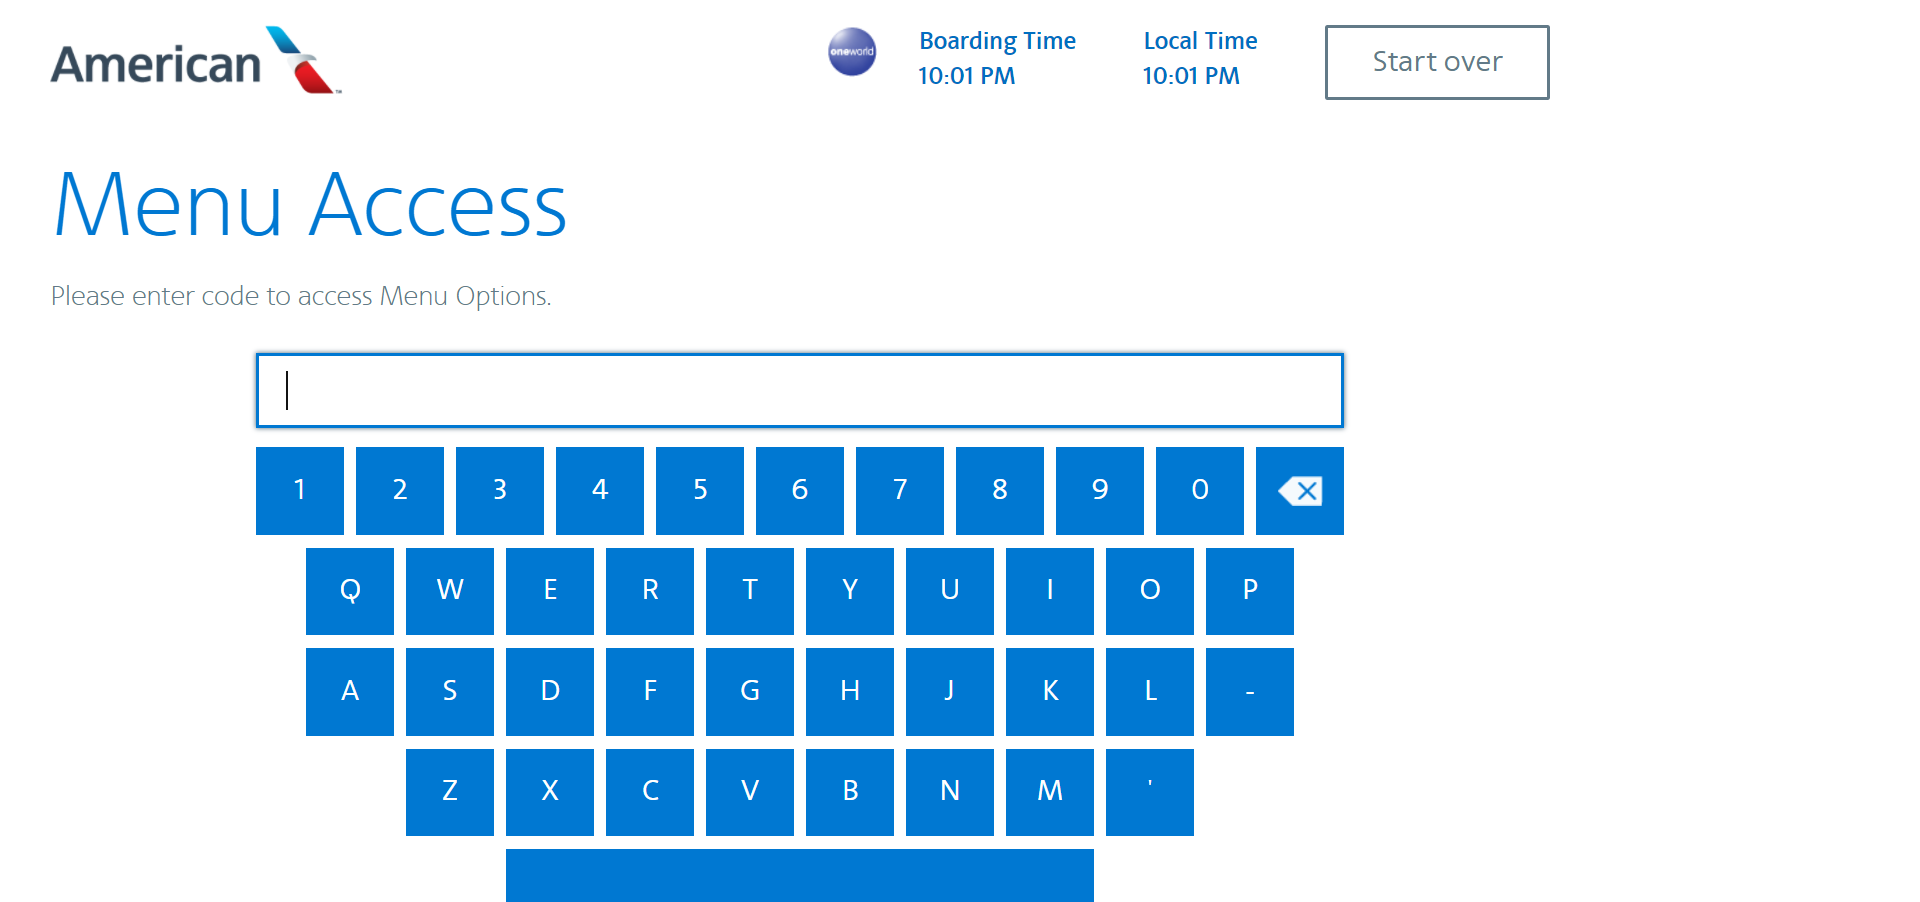 American
oneworld
Boarding Time
10:01 PM
Local Time
10:01 PM
Start over
Menu Access
Please enter code to access Menu Options.
1 2 3 4 5 6 7 8 9 0
Q W E R T Y U I O P
A S D F G H J K L -
Z X C V B N M '